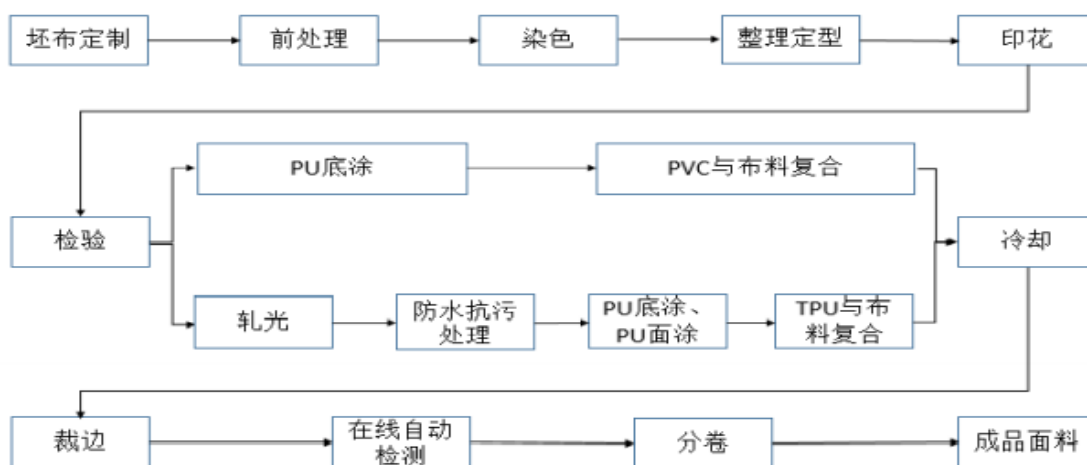 坯布定制
前处理
染色
整理定型
印花
PU底涂
PVC与布料复合
检验
冷却
轧光
防水抗污
处理
PU底涂、
PU面涂
TPU与布
料复合
裁边
在线自动
检测
分卷
成品面料